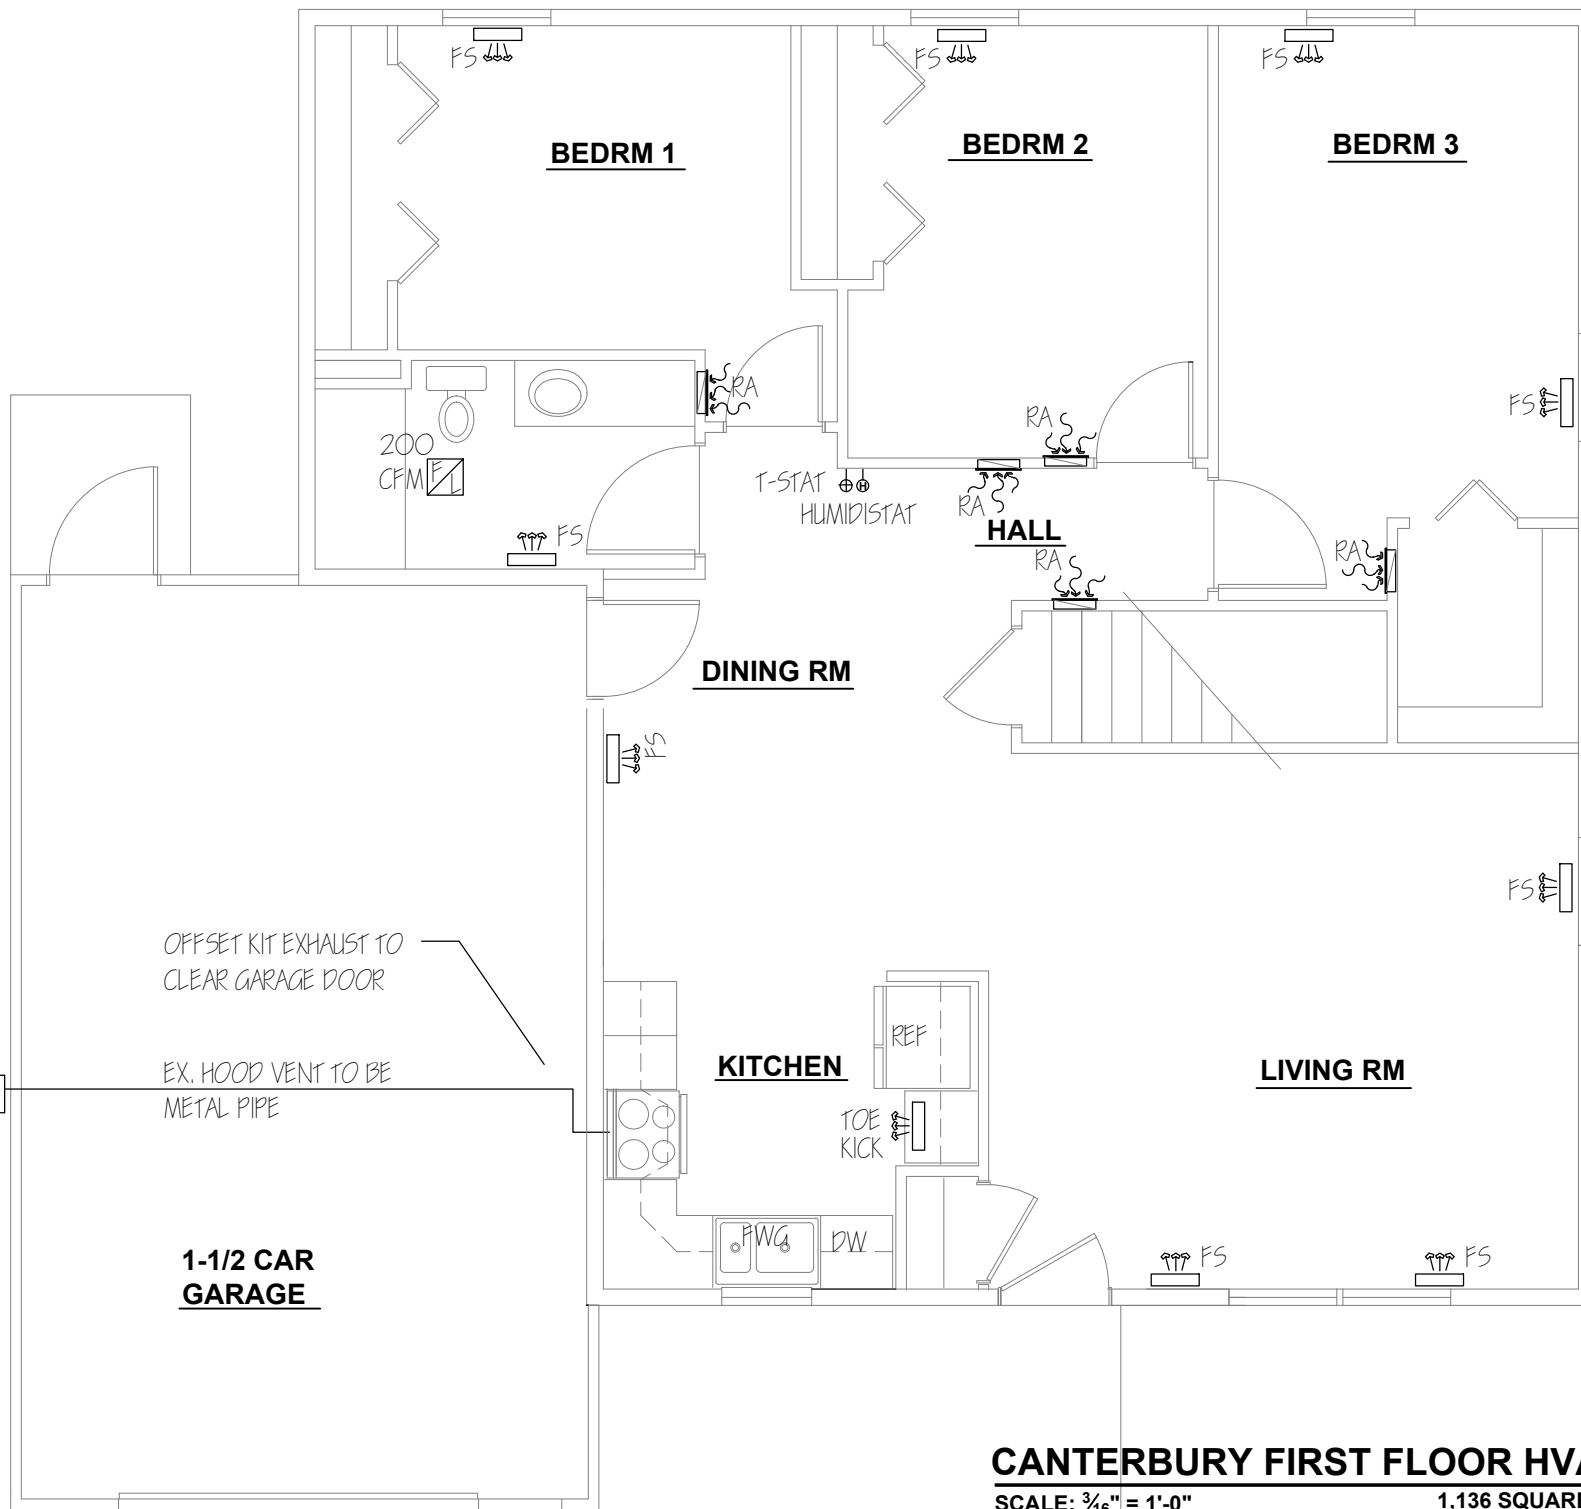 FS
FS
FS
BEDRM 1
BEDRM 2
BEDRM 3
RA
FS
RA
200
CFM
F
L
T-STAT
H
HUMIDISTAT
RA
FS
HALL
RA
RA
DINING RM
FS
FS
OFFSET KIT EXHAUST TO
CLEAR GARAGE DOOR
REF
KITCHEN
LIVING RM
EX. HOOD VENT TO BE
METAL PIPE
TOE
KICK
FWG
DW
1-1/2 CAR
GARAGE
FS
FS
CANTERBURY FIRST FLOOR HVA
SCALE: 3⁄16" = 1'-0"
1,136 SQUAR